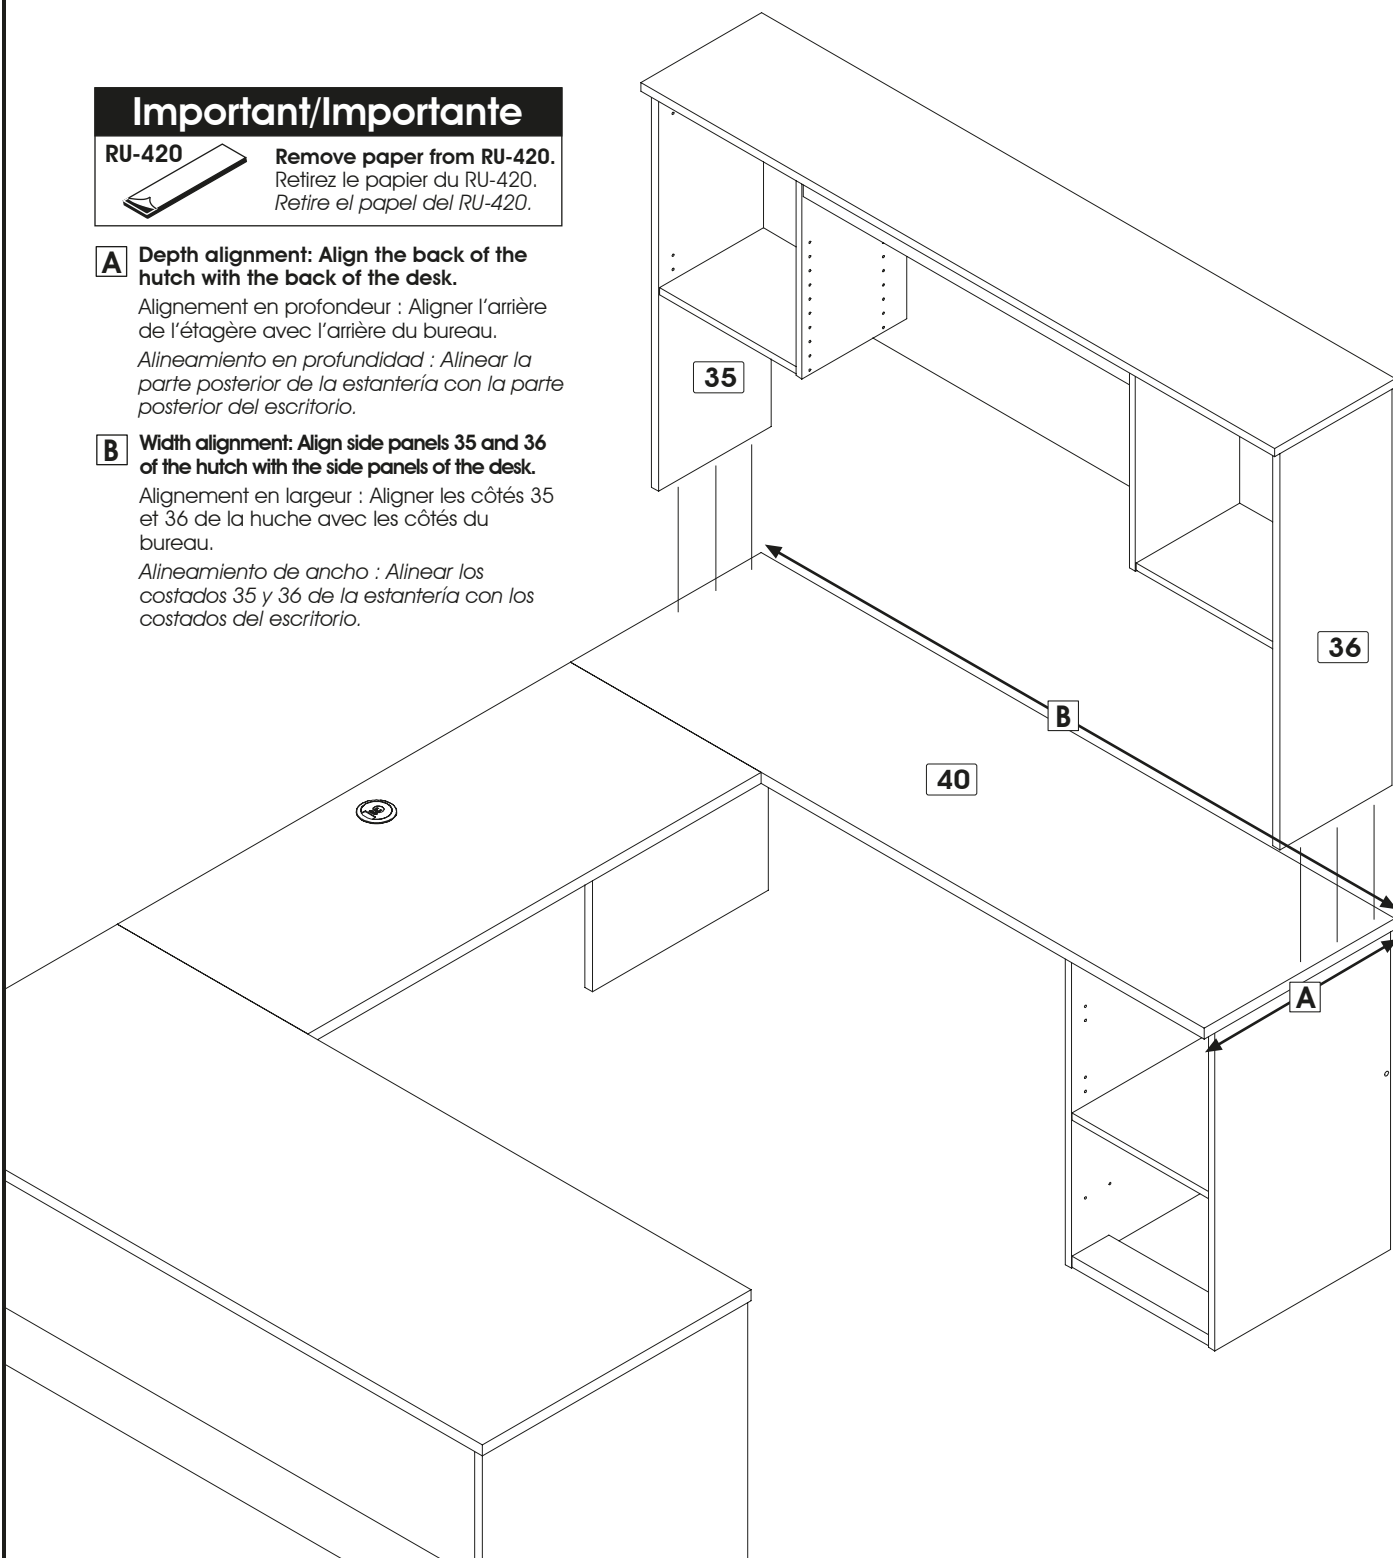 Important/Importante
RU-420
Remove paper from RU-420.
Retirez le papier du RU-420.
Retire el papel del RU-420.
A
Depth alignment: Align the back of the
hutch with the back of the desk.
Alignement en profondeur : Aligner l'arrière
de l'étagère avec l'arrière du bureau.
Alineamiento en profundidad : Alinear la
parte posterior de la estantería con la parte
posterior del escritorio.
B
Width alignment: Align side panels 35 and 36
of the hutch with the side panels of the desk.
Alignement en largeur : Aligner les côtés 35
et 36 de la huche avec les côtés du
bureau.
Alineamiento de ancho : Alinear los
costados 35 y 36 de la estantería con los
costados del escritorio.
35
36
B
40
A